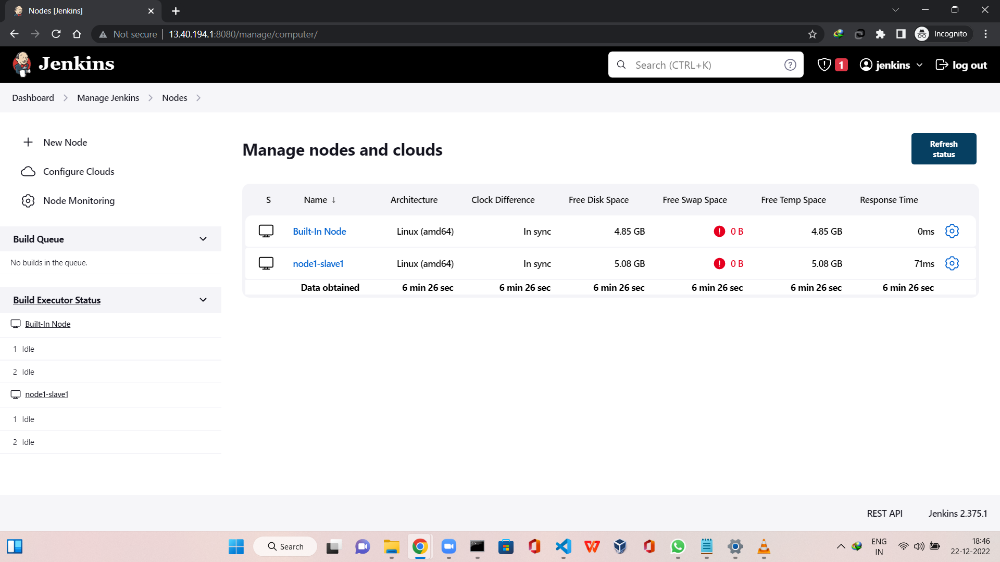 Nodes [Jenkins]
Not secure 13.40.194.1:8080/manage/computer/
Incognito
Jenkins
Search (CTRL+K)
1
jenkins
log out
Dashboard
Manage Jenkins
Nodes
New Node
Configure Clouds
Node Monitoring
Build Queue
No builds in the queue.
Build Executor Status
Built-In Node
1 Idle
2 Idle
node1-slave1
1 Idle
2 Idle
Manage nodes and clouds
Refresh
status
S Name ↓ Architecture Clock Difference Free Disk Space Free Swap Space Free Temp Space Response Time
Built-In Node Linux (amd64) In sync 4.85 GB 0 B 4.85 GB 0ms
node1-slave1 Linux (amd64) In sync 5.08 GB 0 B 5.08 GB 71ms
Data obtained 6 min 26 sec 6 min 26 sec 6 min 26 sec 6 min 26 sec 6 min 26 sec 6 min 26 sec
REST API Jenkins 2.375.1
Search
ENG
IN
18:46
22-12-2022